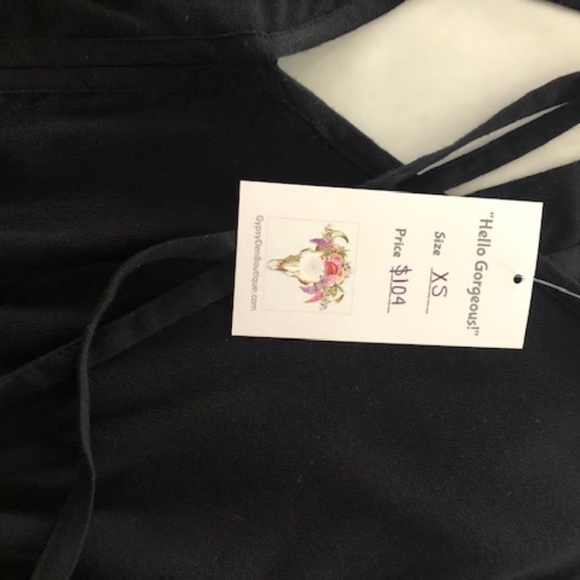 "Hello Gorgeous!"
Size XS
Price $104
GypsyDenBoutique.com